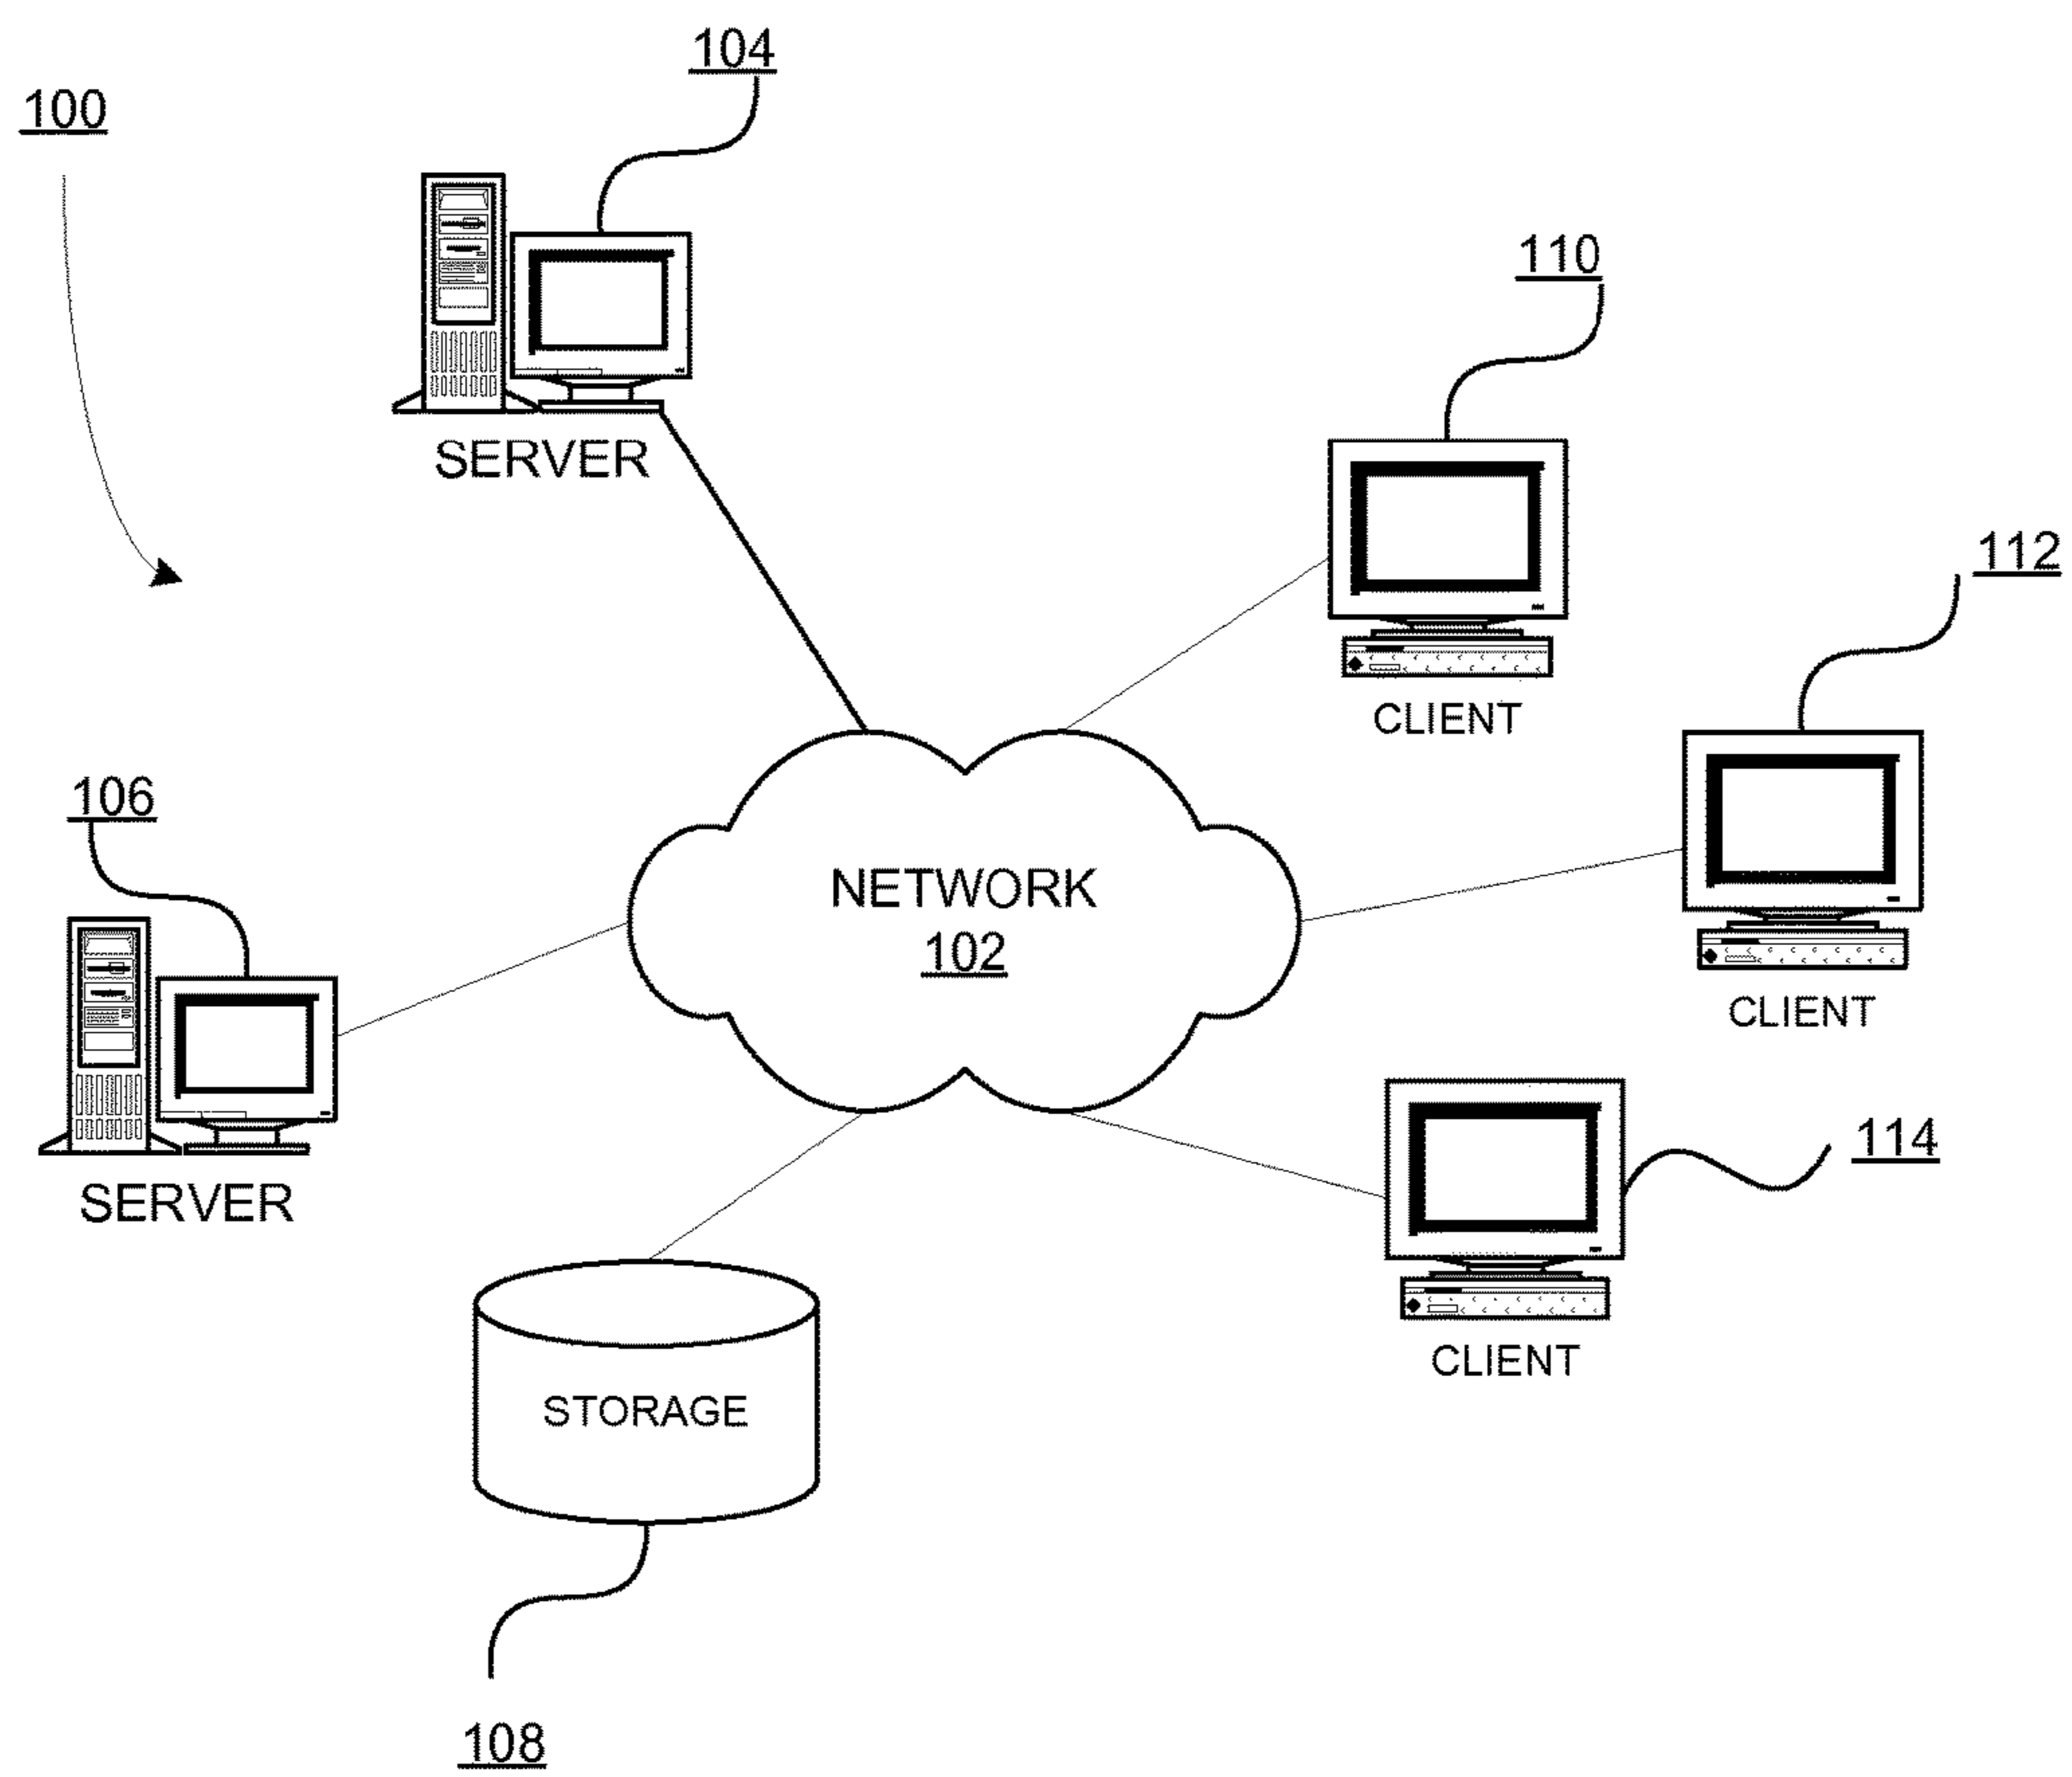 104
100
SERVER
110
112
CLIENT
106
NETWORK
102
CLIENT
114
SERVER
CLIENT
STORAGE
108